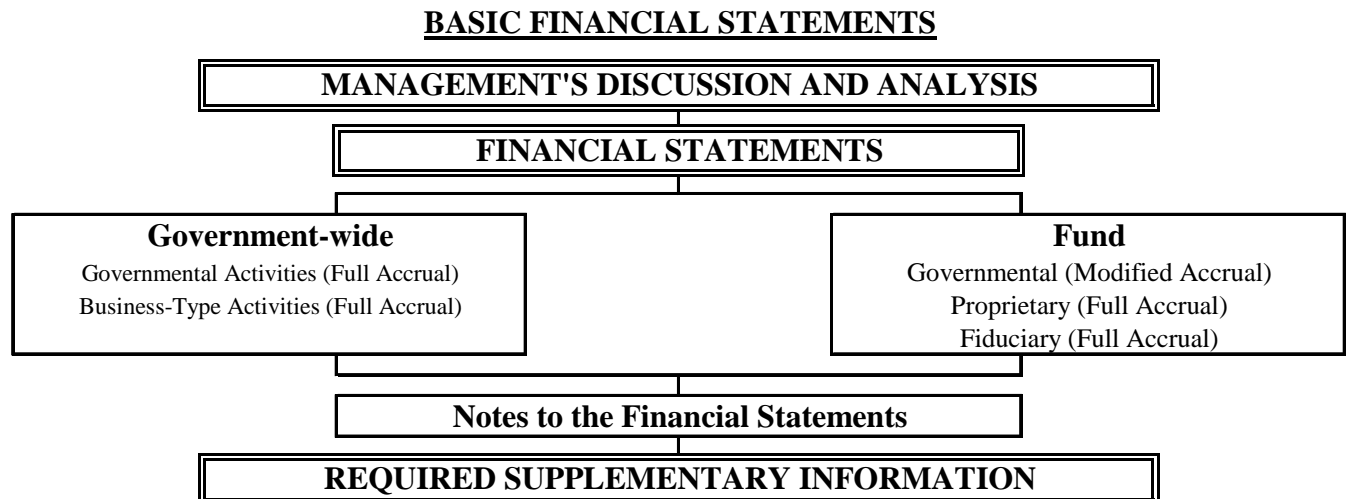 BASIC FINANCIAL STATEMENTS
MANAGEMENT'S DISCUSSION AND ANALYSIS
FINANCIAL STATEMENTS
Government-wide
Governmental Activities (Full Accrual)
Business-Type Activities (Full Accrual)
Fund
Governmental (Modified Accrual)
Proprietary (Full Accrual)
Fiduciary (Full Accrual)
Notes to the Financial Statements
REQUIRED SUPPLEMENTARY INFORMATION